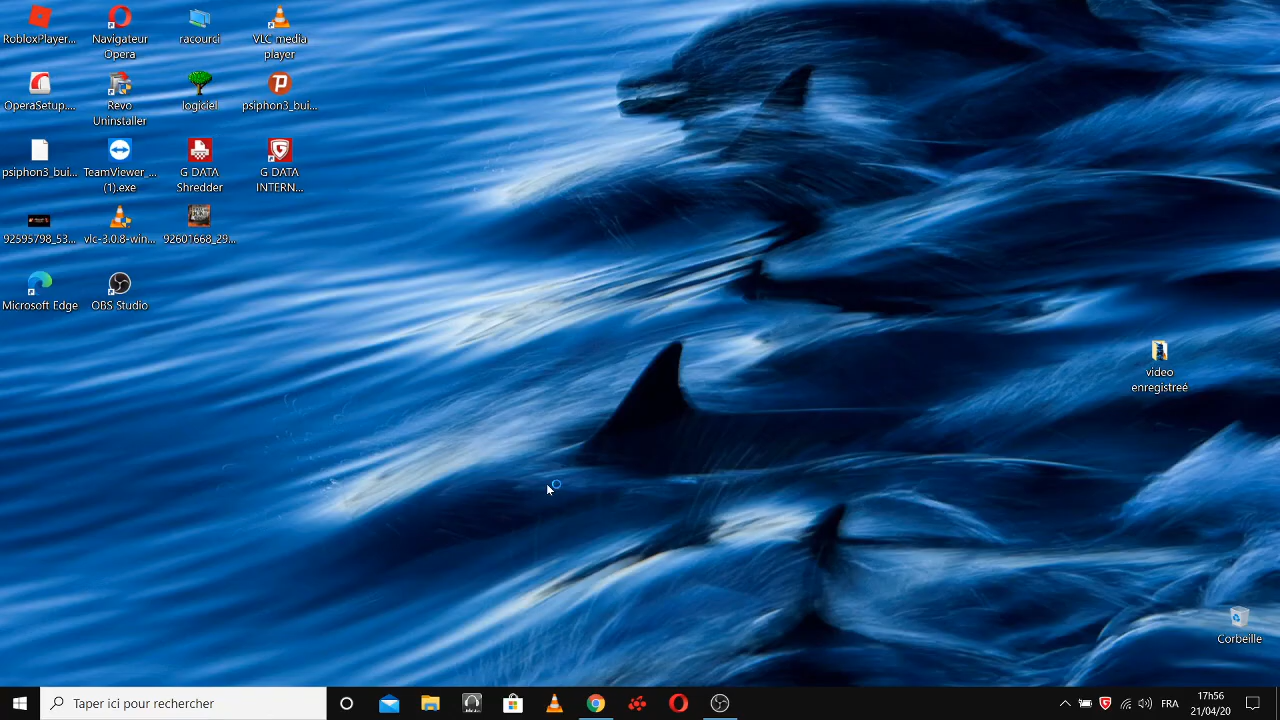 RobloxPlayer...
Navigateur
Opera
racourci
VLC media
player
OperaSetup....
Revo
Uninstaller
logiciel
psiphon3_bui...
psiphon3_bui...
TeamViewer_...
(1).exe
G DATA
Shredder
G DATA
INTERN...
92595798_53...
vlc-3.0.8-win...
92601668_29...
Microsoft Edge
OBS Studio
video
enregistreé
Corbeille
Taper ici pour rechercher
FRA
17h56
21/04/20